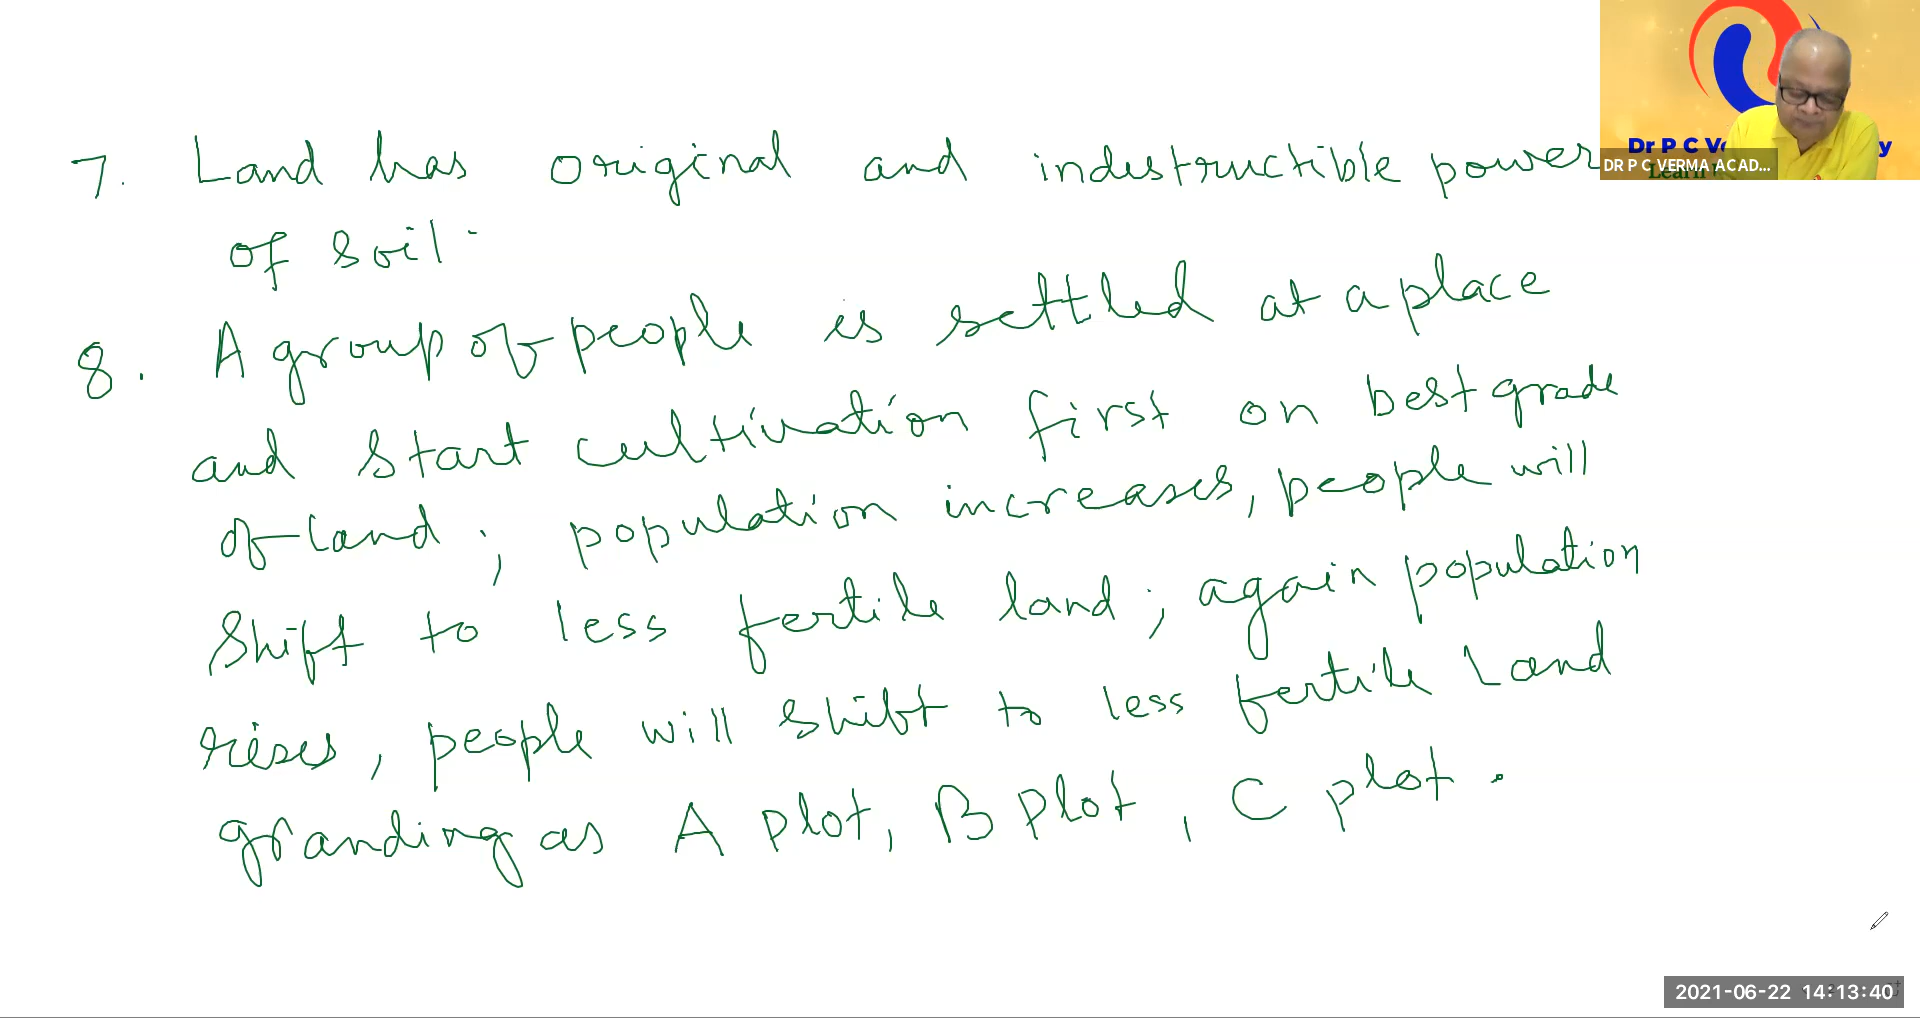 7. Land has original and indestructible power
of soil.
8. A group of people is settled at a place
and start cultivation first on best grade
of land ; population increases, people will
shift to less fertile land ; again population
rises, people will shift to less fertile Land
granding as A plot, B plot, C plot.
Dr P C Ve
y
DR P C VERMA ACAD...
Learn
2021-06-22 14:13:40